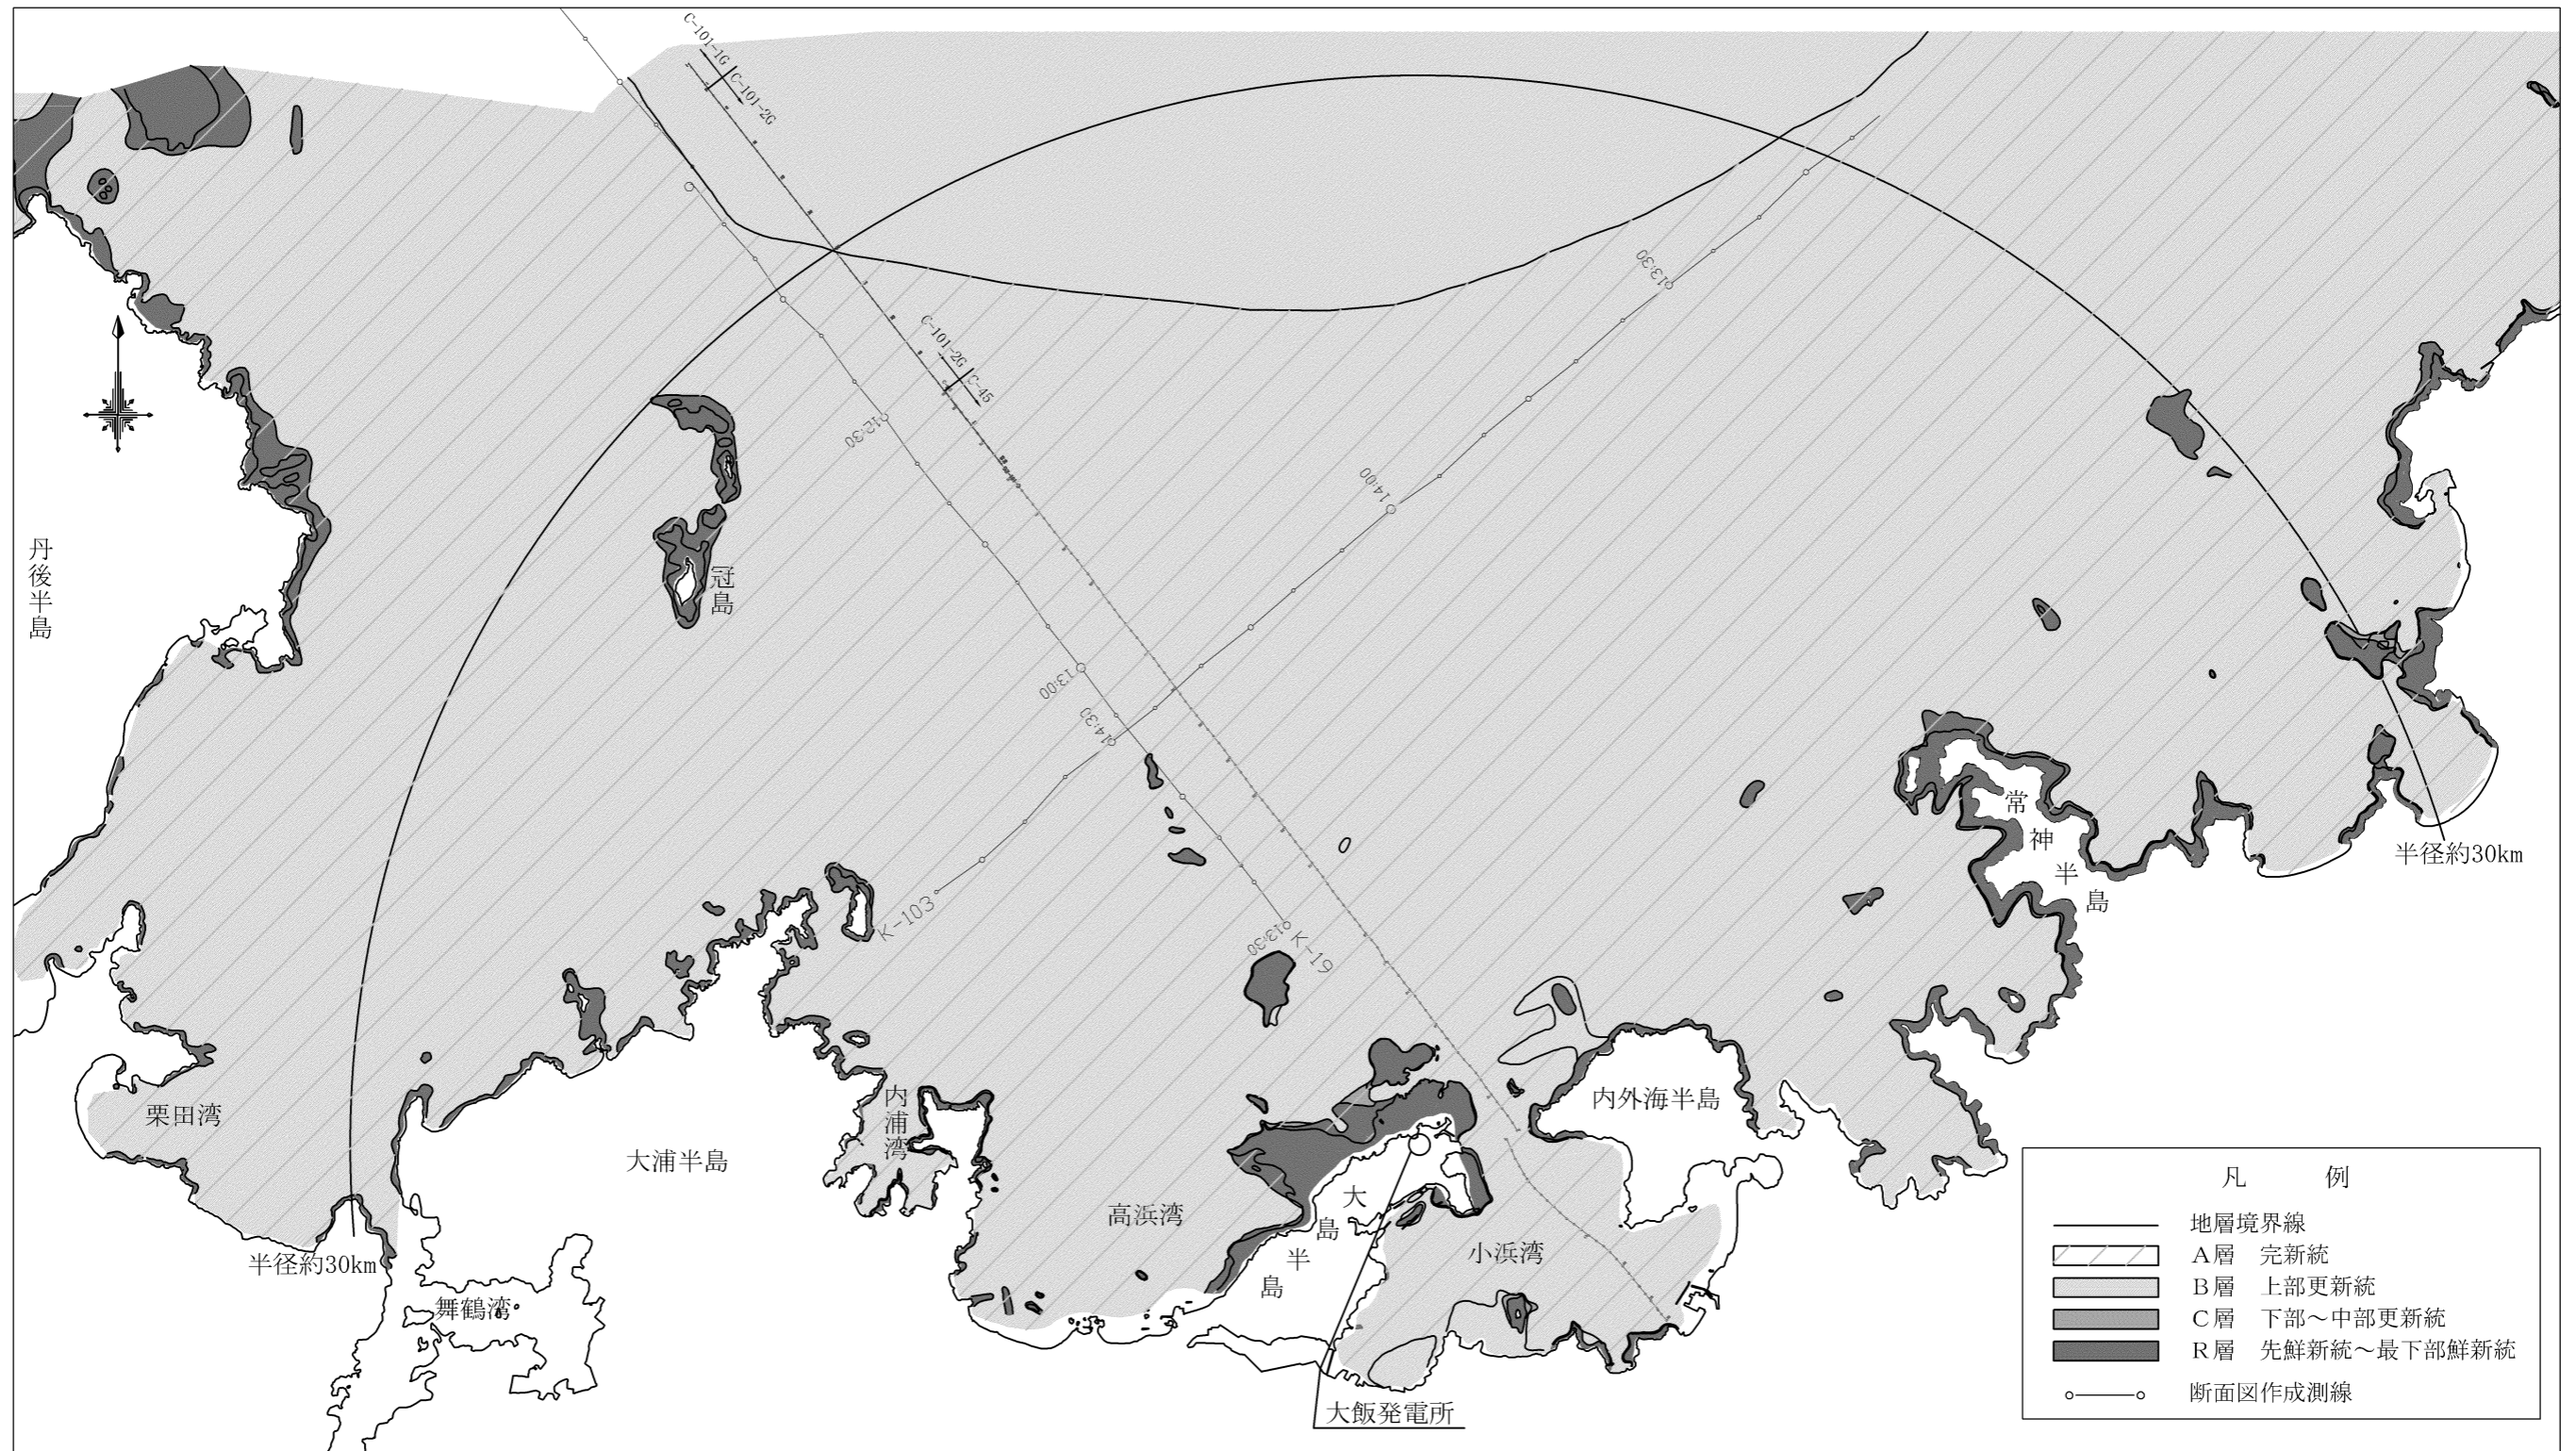 C-101-1G
C-101-2G
13:30
C-101-2G
C-45
12:30
14:00
丹後半島
冠島
13:00
14:30
常神半島
半径約30km
K-103
13:30
K-19
栗田湾
内浦湾
内外海半島
大浦半島
高浜湾
大島半島
小浜湾
半径約30km
舞鶴湾
大飯発電所
凡 例
地層境界線
A層 完新統
B層 上部更新統
C層 下部～中部更新統
R層 先鮮新統～最下部鮮新統
断面図作成測線